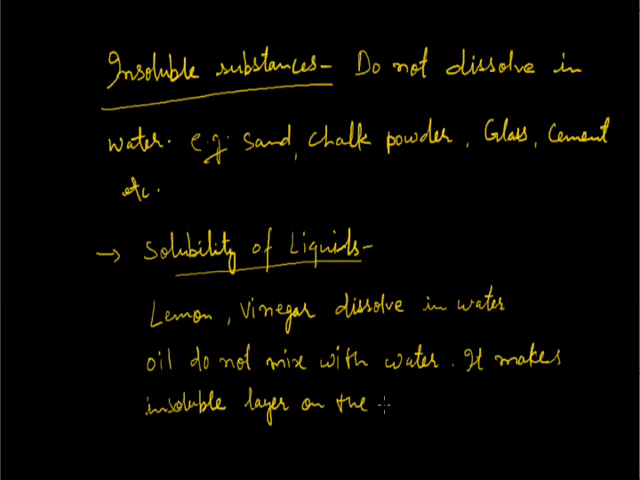 Insoluble substances- Do not dissolve in
water. e.g: Sand, Chalk powder, Glass, Cement
etc.
→ Solubility of Liquids-
Lemon, Vinegar dissolve in water
oil do not mix with water. It makes
insoluble layer on the